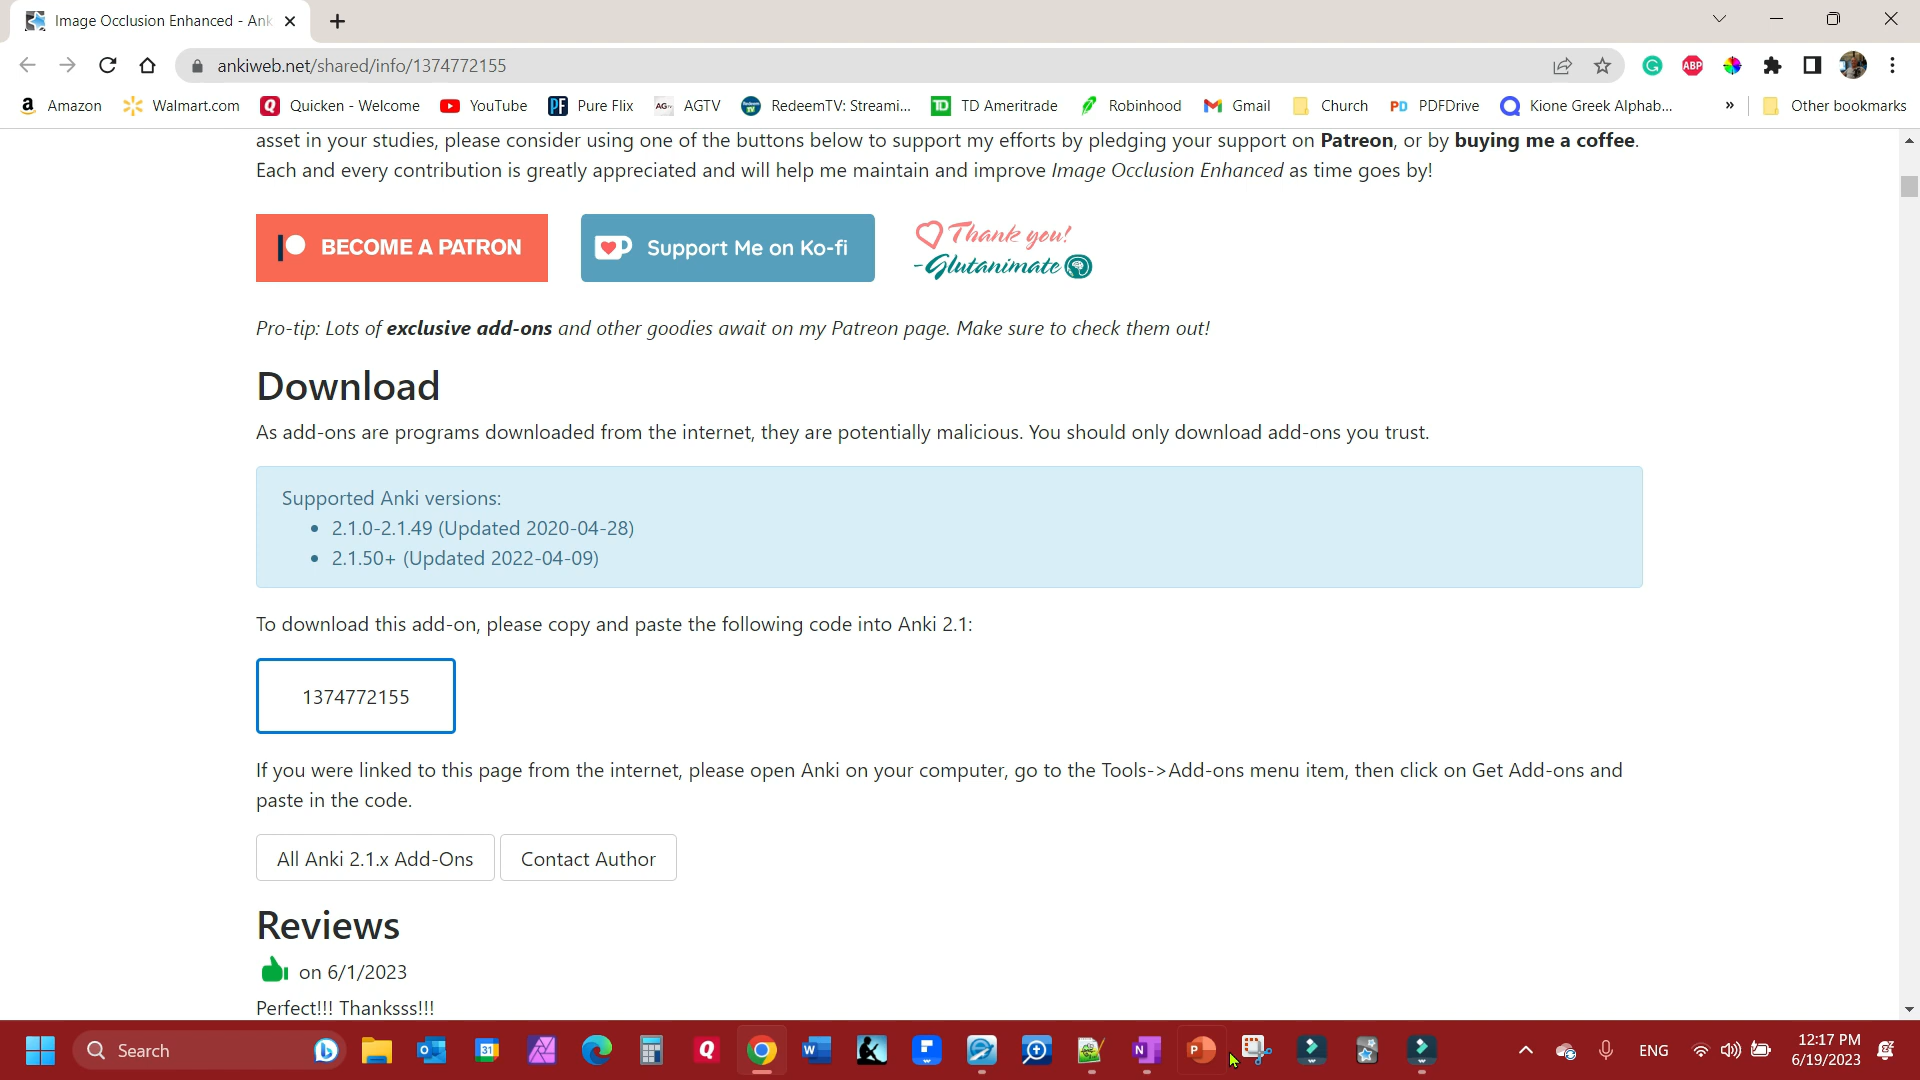 Image Occlusion Enhanced - Ank
ankiweb.net/shared/info/1374772155
Amazon Walmart.com Quicken - Welcome YouTube Pure Flix AGTV RedeemTV: Streami... TD Ameritrade Robinhood Gmail Church PDFDrive Kione Greek Alphab... » Other bookmarks
asset in your studies, please consider using one of the buttons below to support my efforts by pledging your support on Patreon, or by buying me a coffee.
Each and every contribution is greatly appreciated and will help me maintain and improve Image Occlusion Enhanced as time goes by!
BECOME A PATRON
Support Me on Ko-fi
Thank you!
-Glutanimate
Pro-tip: Lots of exclusive add-ons and other goodies await on my Patreon page. Make sure to check them out!
Download
As add-ons are programs downloaded from the internet, they are potentially malicious. You should only download add-ons you trust.
Supported Anki versions:
• 2.1.0-2.1.49 (Updated 2020-04-28)
• 2.1.50+ (Updated 2022-04-09)
To download this add-on, please copy and paste the following code into Anki 2.1:
1374772155
If you were linked to this page from the internet, please open Anki on your computer, go to the Tools->Add-ons menu item, then click on Get Add-ons and
paste in the code.
All Anki 2.1.x Add-Ons
Contact Author
Reviews
on 6/1/2023
Perfect!!! Thanksss!!!
Search
ENG
12:17 PM
6/19/2023